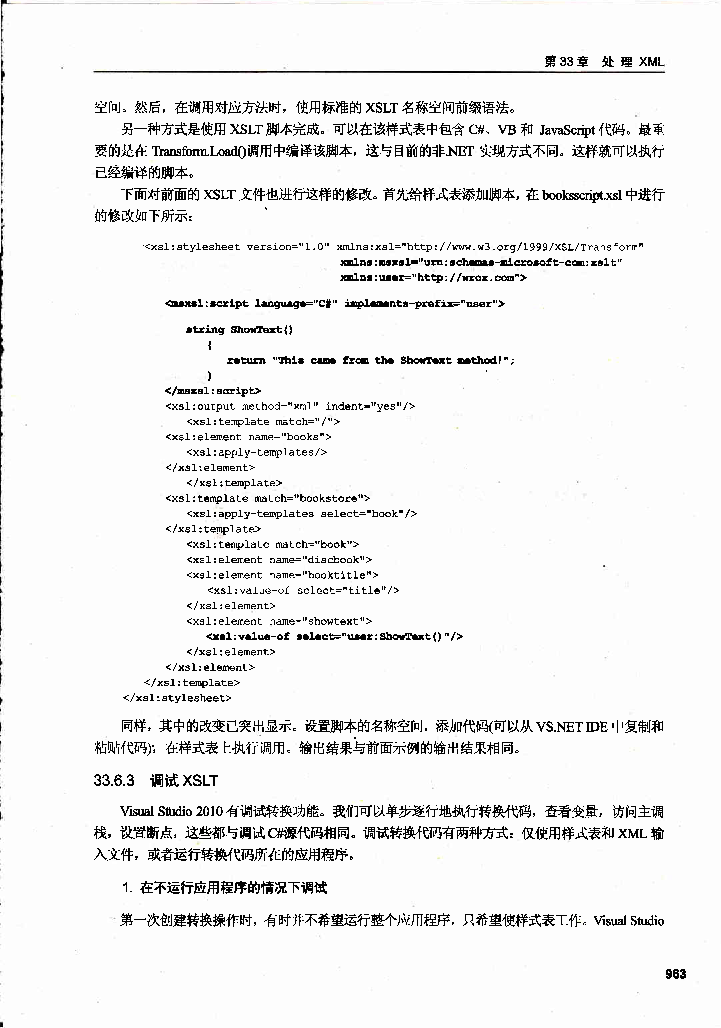 第33章 处 理 XML
空间。然后，在调用对应方法时，使用标准的 XSLT 名称空间前缀语法。
另一种方式是使用 XSLT 脚本完成。可以在该样式表中包含 C#、VB 和 JavaScript 代码。最重
要的是在 Transform.Load()调用中编译该脚本，这与目前的非.NET 实现方式不同。这样就可以执行
已经编译的脚本。
下面对前面的 XSLT 文件也进行这样的修改。首先给样式表添加脚本，在 booksscript.xsl 中进行
的修改如下所示：
<xsl:stylesheet version="1.0" xmlns:xsl="http://www.w3.org/1999/XSL/Transform"
xmlns:msxsl="urn:schemas-microsoft-com:xslt"
xmlns:user="http://wrox.com">
<msxsl:script language="C#" implements-prefix="user">
string ShowText()
{
return "This came from the ShowText method!";
}
</msxsl:script>
<xsl:output method="xml" indent="yes"/>
<xsl:template match="/">
<xsl:element name="books">
<xsl:apply-templates/>
</xsl:element>
</xsl:template>
<xsl:template match="bookstore">
<xsl:apply-templates select="book"/>
</xsl:template>
<xsl:template match="book">
<xsl:element name="discbook">
<xsl:element name="booktitle">
<xsl:value-of select="title"/>
</xsl:element>
<xsl:element name="showtext">
<xsl:value-of select="user:ShowText()"/>
</xsl:element>
</xsl:element>
</xsl:template>
</xsl:stylesheet>
同样，其中的改变已突出显示。设置脚本的名称空间，添加代码(可以从 VS.NET IDE 中复制和
粘贴代码)；在样式表上执行调用。输出结果与前面示例的输出结果相同。
33.6.3 调试 XSLT
Visual Studio 2010 有调试转换功能。我们可以单步逐行地执行转换代码，查看变量，访问主调
栈，设置断点，这些都与调试 C#源代码相同。调试转换代码有两种方式：仅使用样式表和 XML 输
入文件，或者运行转换代码所在的应用程序。
1. 在不运行应用程序的情况下调试
第一次创建转换操作时，有时并不希望运行整个应用程序，只希望使样式表工作。Visual Studio
963